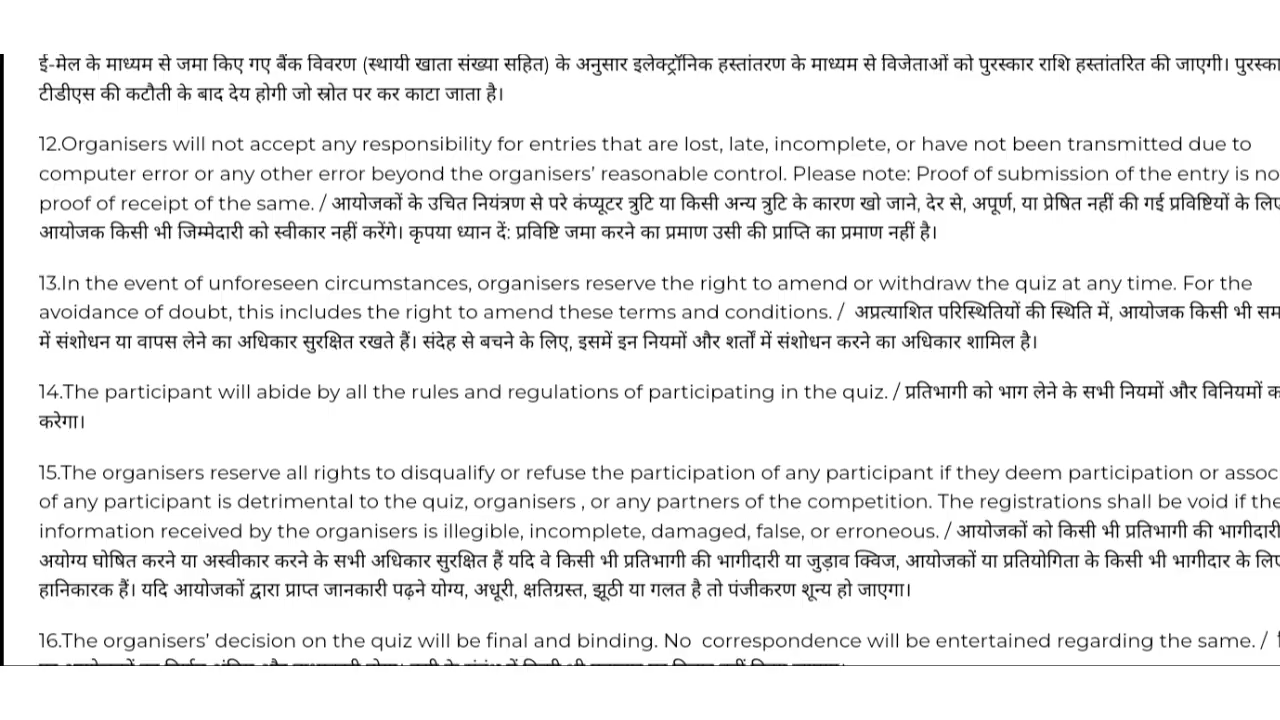 ई-मेल के माध्यम से जमा किए गए बैंक विवरण (स्थायी खाता संख्या सहित) के अनुसार इलेक्ट्रॉनिक हस्तांतरण के माध्यम से विजेताओं को पुरस्कार राशि हस्तांतरित की जाएगी।
टीडीएस की कटौती के बाद देय होगी जो स्रोत पर कर काटा जाता है।
12.Organisers will not accept any responsibility for entries that are lost, late, incomplete, or have not been transmitted due to
computer error or any other error beyond the organisers' reasonable control. Please note: Proof of submission of the entry is no
proof of receipt of the same. / आयोजकों के उचित नियंत्रण से परे कंप्यूटर त्रुटि या किसी अन्य त्रुटि के कारण खो जाने, देर से, अपूर्ण, या प्रेषित नहीं की गई प्रविष्टियों के
आयोजक किसी भी जिम्मेदारी को स्वीकार नहीं करेंगे। कृपया ध्यान दें: प्रविष्टि जमा करने का प्रमाण उसी की प्राप्ति का प्रमाण नहीं है।
13.In the event of unforeseen circumstances, organisers reserve the right to amend or withdraw the quiz at any time. For the
avoidance of doubt, this includes the right to amend these terms and conditions. / अप्रत्याशित परिस्थितियों की स्थिति में, आयोजक किसी भी
में संशोधन या वापस लेने का अधिकार सुरक्षित रखते हैं। संदेह से बचने के लिए, इसमें इन नियमों और शर्तों में संशोधन करने का अधिकार शामिल है।
14.The participant will abide by all the rules and regulations of participating in the quiz. / प्रतिभागी को भाग लेने के सभी नियमों और विनियमों
करेगा।
15.The organisers reserve all rights to disqualify or refuse the participation of any participant if they deem participation or assoc
of any participant is detrimental to the quiz, organisers , or any partners of the competition. The registrations shall be void if the
information received by the organisers is illegible, incomplete, damaged, false, or erroneous. / आयोजकों को किसी भी प्रतिभागी की भागीदारी
अयोग्य घोषित करने या अस्वीकार करने के सभी अधिकार सुरक्षित हैं यदि वे किसी भी प्रतिभागी की भागीदारी या जुड़ाव क्विज, आयोजकों या प्रतियोगिता के किसी भी भागीदार के
हानिकारक हैं। यदि आयोजकों द्वारा प्राप्त जानकारी पढ़ने योग्य, अधूरी, क्षतिग्रस्त, झूठी या गलत है तो पंजीकरण शून्य हो जाएगा।
16.The organisers' decision on the quiz will be final and binding. No correspondence will be entertained regarding the same. /